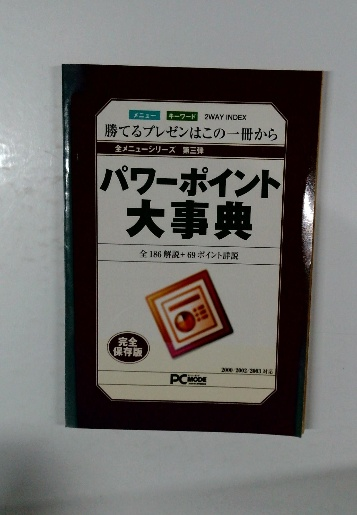 メニュー キーワード 2WAY INDEX
勝てるプレゼンはこの一冊から
全メニューシリーズ 第三弾
パワーポイント
大事典
全186解説+69ポイント詳説
完全
保存版
2000・2002/2003対応
PC MODE